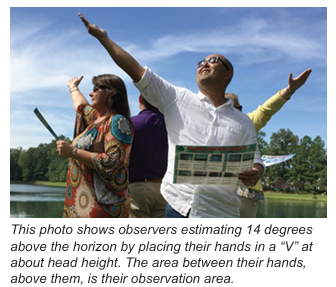 This photo shows observers estimating 14 degrees
above the horizon by placing their hands in a “V” at
about head height. The area between their hands,
above them, is their observation area.